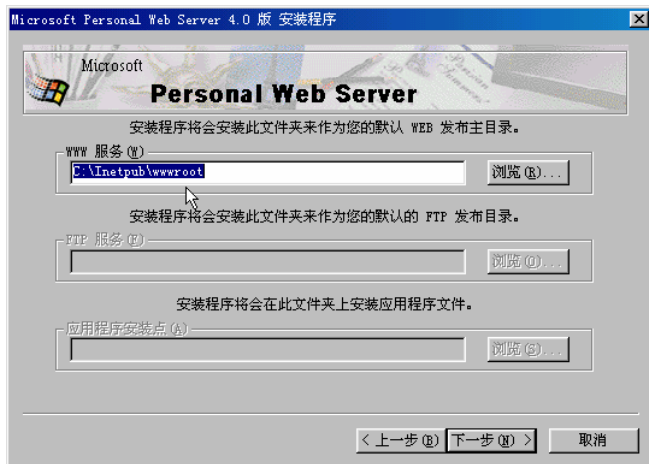 Microsoft Personal Web Server 4.0 版 安装程序
Microsoft
Personal Web Server
安装程序将会安装此文件夹来作为您的默认 WEB 发布主目录。
WWW 服务(W)
C:\Inetpub\wwwroot
浏览(R)...
安装程序将会安装此文件夹来作为您的默认的 FTP 发布目录。
FTP 服务(F)
浏览(O)...
安装程序将会在此文件夹上安装应用程序文件。
应用程序安装点(A)
浏览(S)...
< 上一步(B) 下一步(N) > 取消